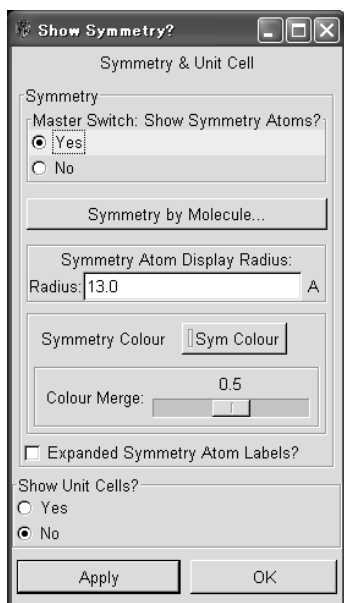 Show Symmetry?
Symmetry & Unit Cell
Symmetry
Master Switch: Show Symmetry Atoms?
Yes
No
Symmetry by Molecule...
Symmetry Atom Display Radius:
Radius: 13.0 A
Symmetry Colour Sym Colour
0.5
Colour Merge:
Expanded Symmetry Atom Labels?
Show Unit Cells?
Yes
No
Apply OK